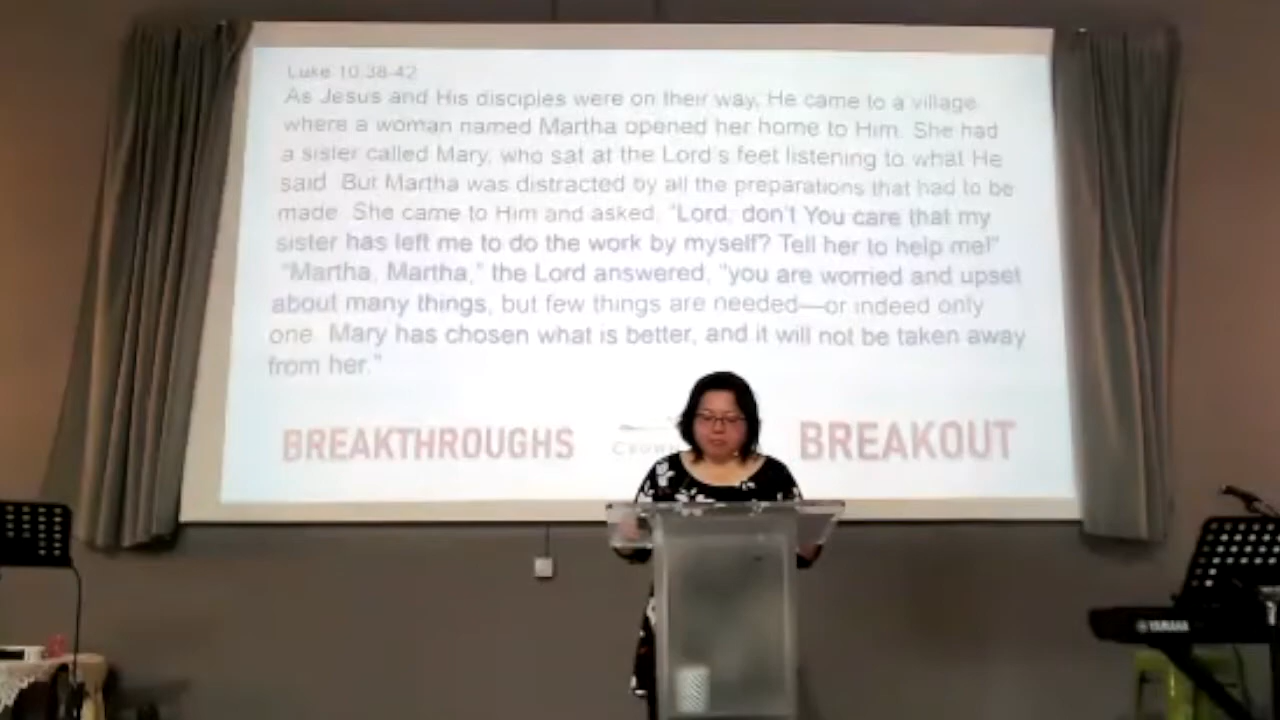 Luke 10:38-42
As Jesus and His disciples were on their way, He came to a village
where a woman named Martha opened her home to Him. She had
a sister called Mary, who sat at the Lord's feet listening to what He
said. But Martha was distracted by all the preparations that had to be
made. She came to Him and asked, "Lord, don't You care that my
sister has left me to do the work by myself? Tell her to help me!"
"Martha, Martha," the Lord answered, "you are worried and upset
about many things, but few things are needed—or indeed only
one. Mary has chosen what is better, and it will not be taken away
from her."
BREAKTHROUGHS
BREAKOUT
YAMAHA